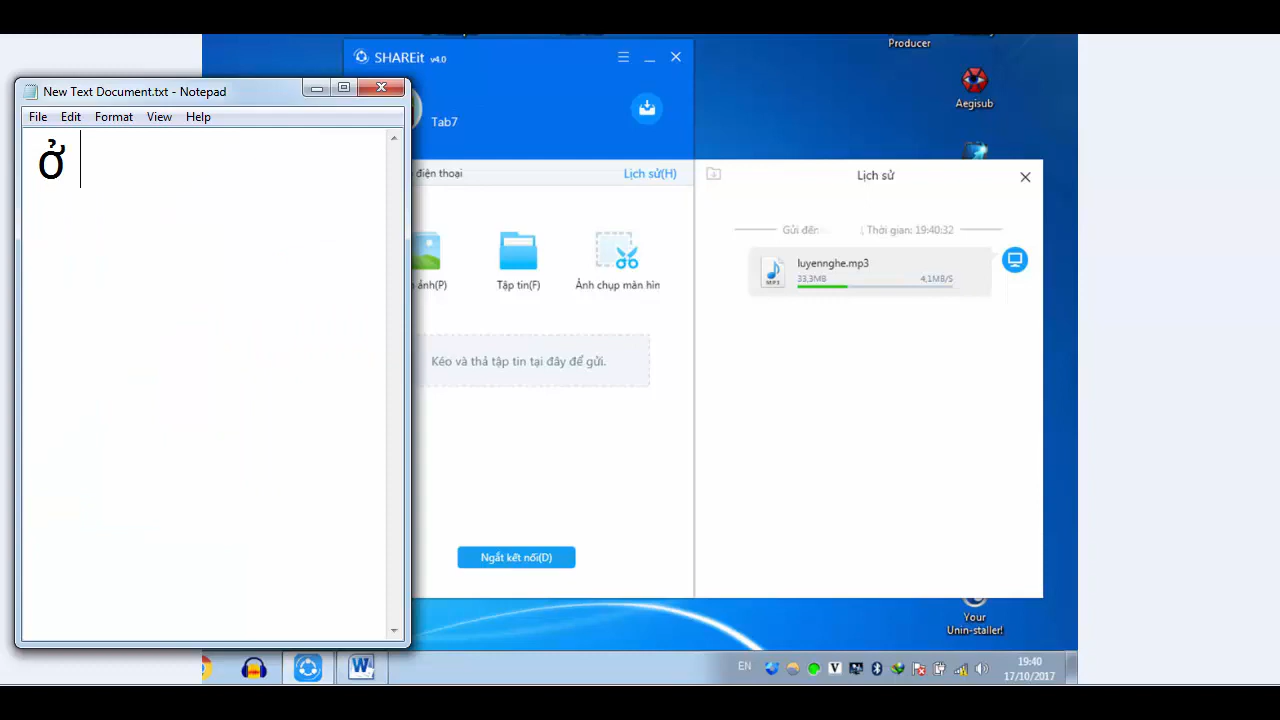 Producer
Aegisub
SHAREit v4.0
Tab7
New Text Document.txt - Notepad
File Edit Format View Help
Ở
điện thoại
Lịch sử(H)
ảnh(P)
Tập tin(F)
Ảnh chụp màn hìn
Kéo và thả tập tin tại đây để gửi.
Ngắt kết nối(D)
Lịch sử
Gửi đến
Thời gian: 19:40:32
luyennghe.mp3
MP3
33,3MB 4,1MB/S
Your
Unin-staller!
EN
V
19:40
17/10/2017